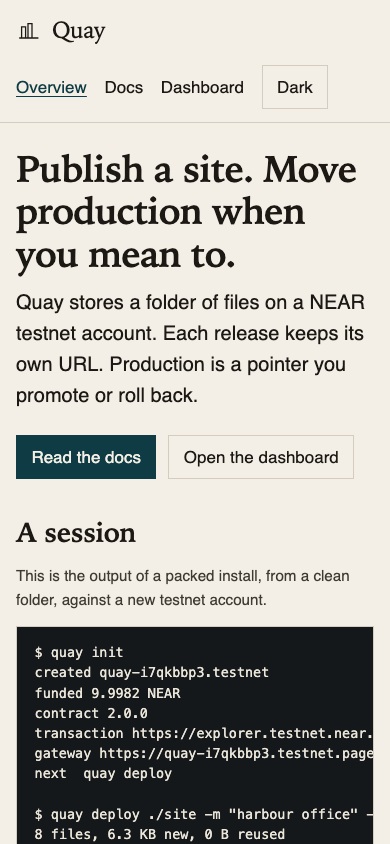 Quay
Overview Docs Dashboard Dark
Publish a site. Move
production when
you mean to.
Quay stores a folder of files on a NEAR
testnet account. Each release keeps its
own URL. Production is a pointer you
promote or roll back.
Read the docs Open the dashboard
A session
This is the output of a packed install, from a clean
folder, against a new testnet account.
$ quay init
created quay-i7qkbbp3.testnet
funded 9.9982 NEAR
contract 2.0.0
transaction https://explorer.testnet.near.
gateway https://quay-i7qkbbp3.testnet.page
next  quay deploy
$ quay deploy ./site -m "harbour office" -
8 files, 6.3 KB new, 0 B reused